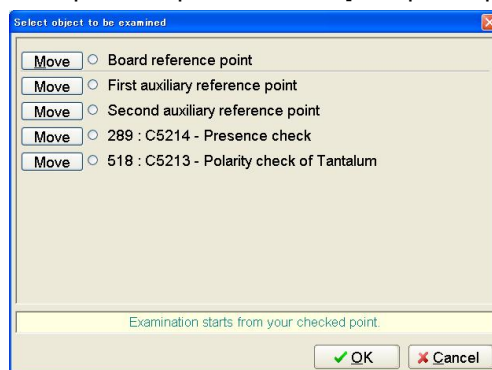 Select object to be examined
Move Board reference point
Move First auxiliary reference point
Move Second auxiliary reference point
Move 289 : C5214 - Presence check
Move 518 : C5213 - Polarity check of Tantalum
Examination starts from your checked point.
OK Cancel